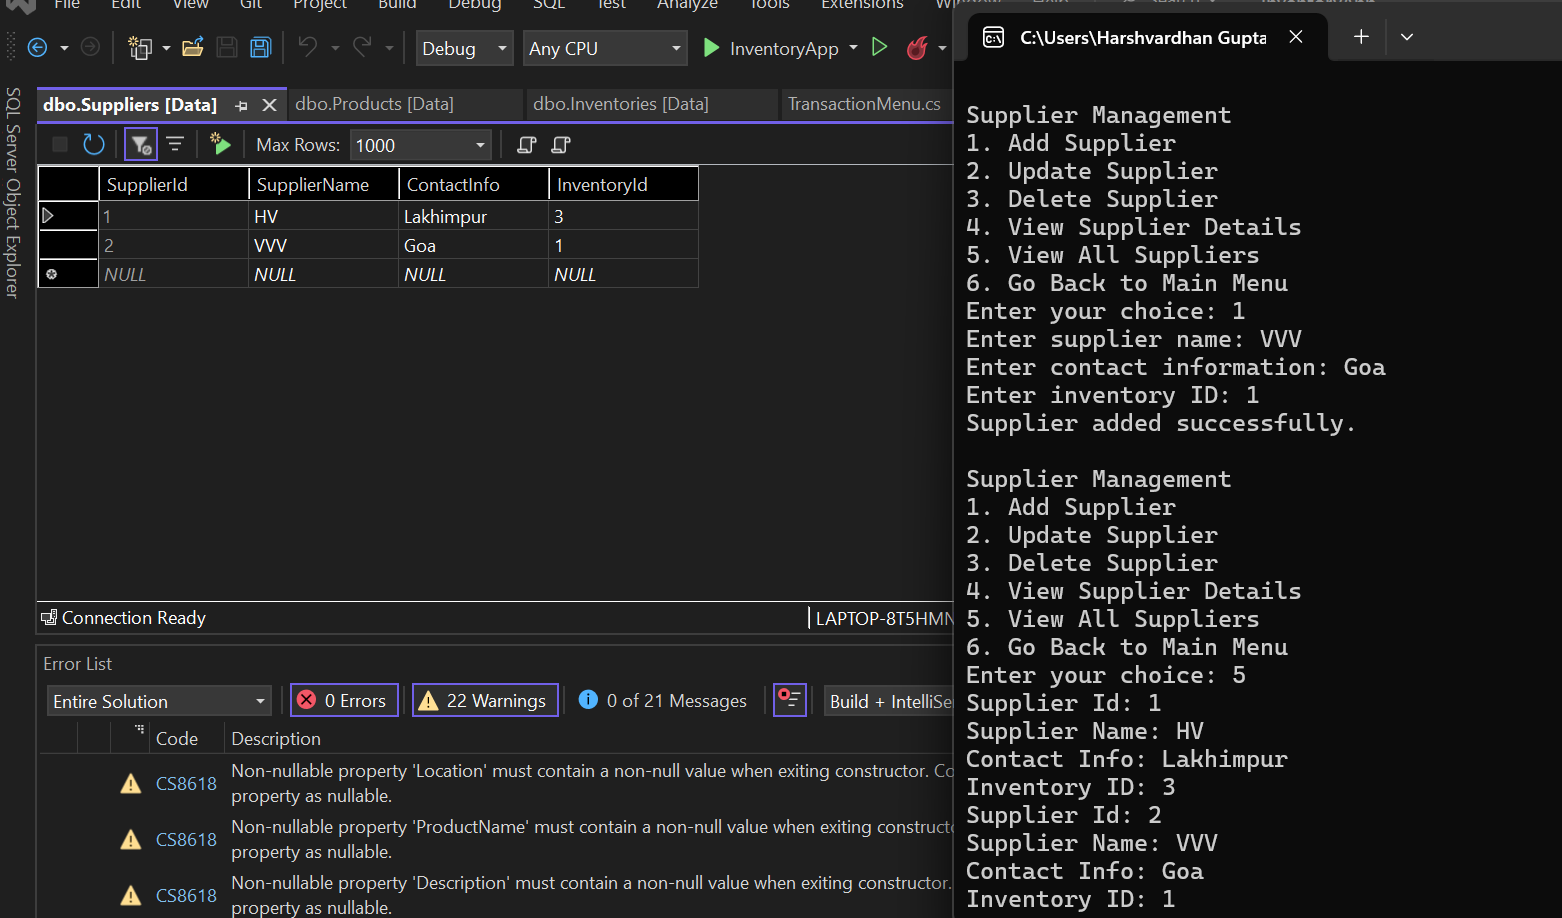 File Edit View Git Project Build Debug SQL Test Analyze Tools Extensions
Debug Any CPU InventoryApp
SQL Server Object Explorer
dbo.Suppliers [Data] dbo.Products [Data] dbo.Inventories [Data] TransactionMenu.cs
Max Rows: 1000
SupplierId SupplierName ContactInfo InventoryId
1 HV Lakhimpur 3
2 VVV Goa 1
NULL NULL NULL NULL
Connection Ready LAPTOP-8T5HMN
Error List
Entire Solution 0 Errors 22 Warnings 0 of 21 Messages Build + IntelliSe
Code Description
CS8618 Non-nullable property 'Location' must contain a non-null value when exiting constructor. Co
property as nullable.
CS8618 Non-nullable property 'ProductName' must contain a non-null value when exiting constructo
property as nullable.
CS8618 Non-nullable property 'Description' must contain a non-null value when exiting constructor.
property as nullable.
C:\Users\Harshvardhan Gupta
Supplier Management
1. Add Supplier
2. Update Supplier
3. Delete Supplier
4. View Supplier Details
5. View All Suppliers
6. Go Back to Main Menu
Enter your choice: 1
Enter supplier name: VVV
Enter contact information: Goa
Enter inventory ID: 1
Supplier added successfully.
Supplier Management
1. Add Supplier
2. Update Supplier
3. Delete Supplier
4. View Supplier Details
5. View All Suppliers
6. Go Back to Main Menu
Enter your choice: 5
Supplier Id: 1
Supplier Name: HV
Contact Info: Lakhimpur
Inventory ID: 3
Supplier Id: 2
Supplier Name: VVV
Contact Info: Goa
Inventory ID: 1